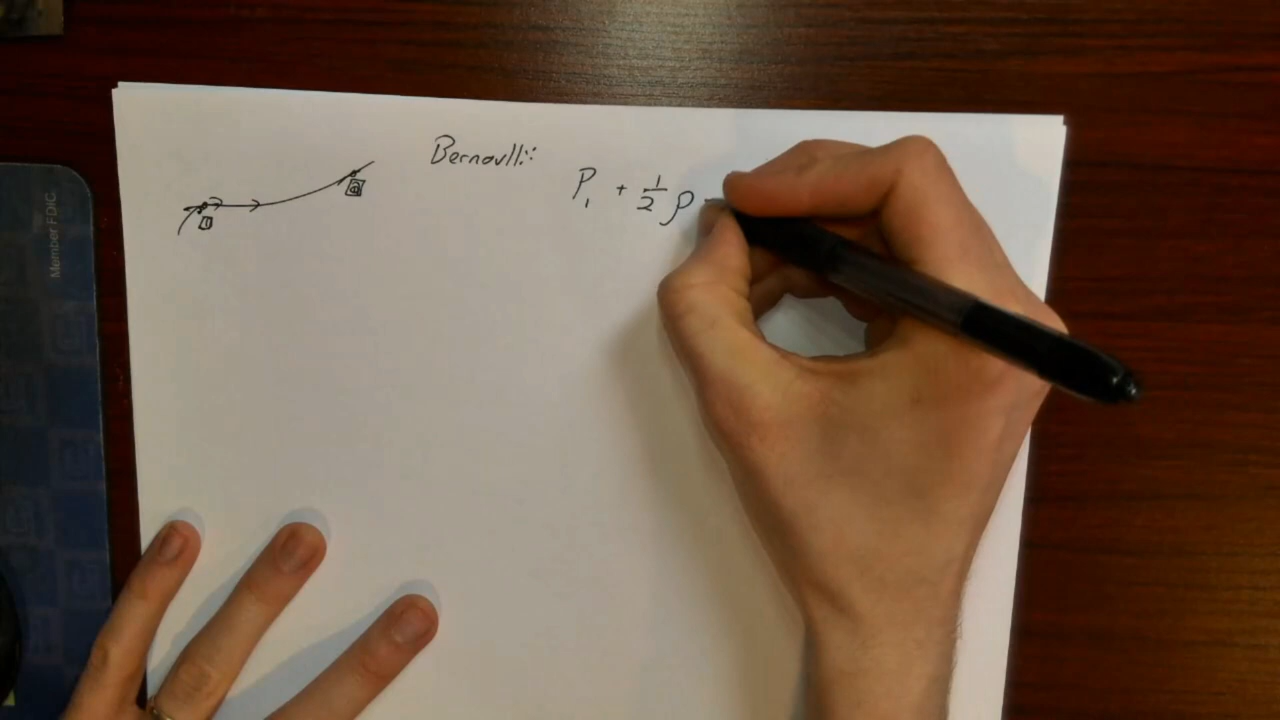 Bernoulli:
P₁ + 1/2 ρ
1
2
Member FDIC